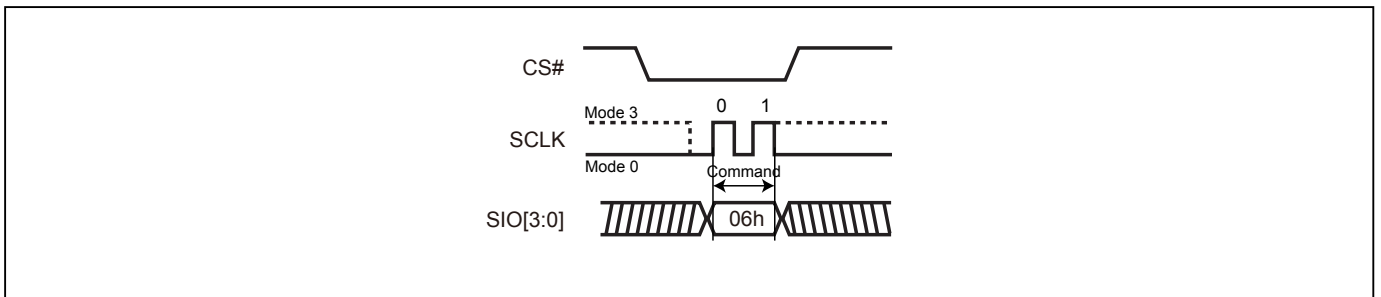 CS#
Mode 3
0 1
SCLK
Mode 0
Command
SIO[3:0]
06h